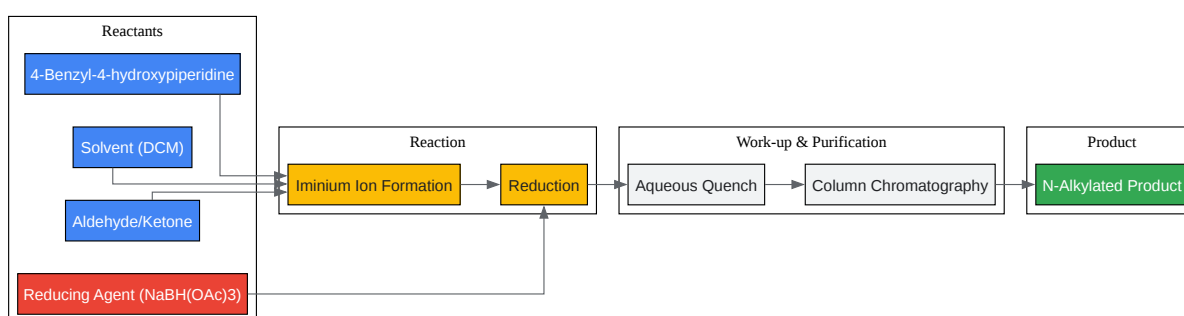 Reactants
4-Benzyl-4-hydroxypiperidine
Solvent (DCM)
Aldehyde/Ketone
Reducing Agent (NaBH(OAc)3)
Reaction
Iminium Ion Formation
Reduction
Work-up & Purification
Aqueous Quench
Column Chromatography
Product
N-Alkylated Product